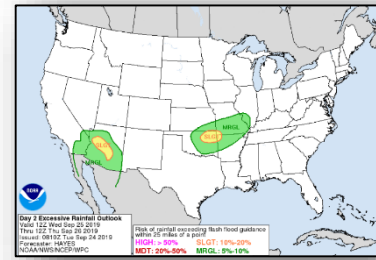 SLGT
MRGL
MRGL
SLGT
NOAA
Day 2 Excessive Rainfall Outlook
Valid 12Z Wed Sep 25 2019
Thru 12Z Thu Sep 26 2019
Issued: 0819Z Tue Sep 24 2019
Forecaster: HAYES
NOAA/NWS/NCEP/WPC
Risk of rainfall exceeding flash flood guidance
within 25 miles of a point
HIGH: > 50% SLGT: 10%-20%
MDT: 20%-50% MRGL: 5%-10%